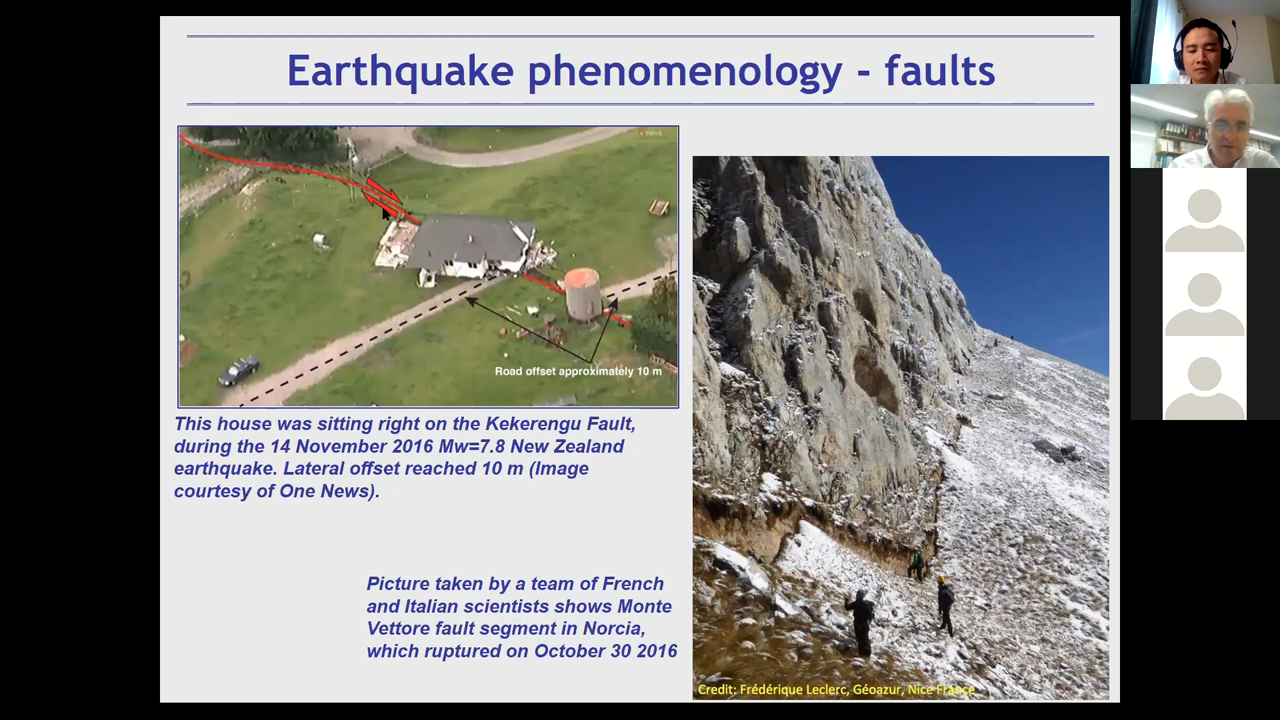 Earthquake phenomenology - faults
Road offset approximately 10 m
This house was sitting right on the Kekerengu Fault,
during the 14 November 2016 Mw=7.8 New Zealand
earthquake. Lateral offset reached 10 m (Image
courtesy of One News).
Picture taken by a team of French
and Italian scientists shows Monte
Vettore fault segment in Norcia,
which ruptured on October 30 2016
Credit: Frédérique Leclerc, Géoazur, Nice France